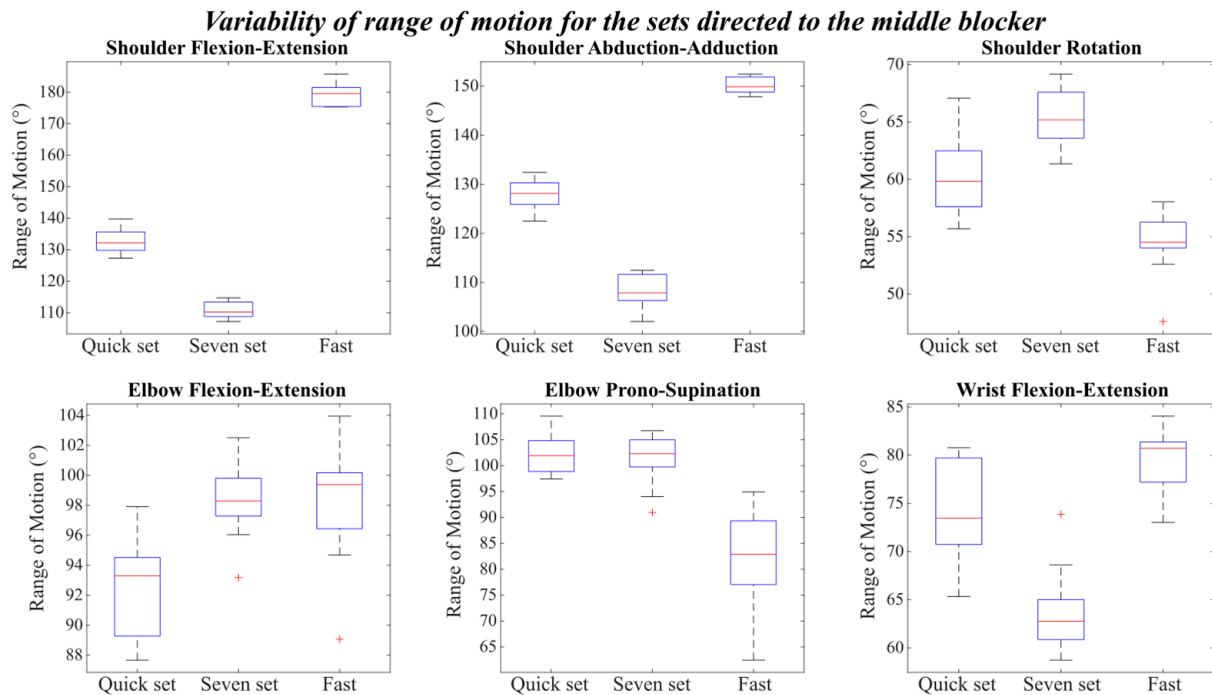 Variability of range of motion for the sets directed to the middle blocker
Shoulder Flexion-Extension
Range of Motion (°)
180
170
160
150
140
130
120
110
Quick set Seven set Fast
Shoulder Abduction-Adduction
Range of Motion (°)
150
140
130
120
110
100
Quick set Seven set Fast
Shoulder Rotation
Range of Motion (°)
70
65
60
55
50
Quick set Seven set Fast
Elbow Flexion-Extension
Range of Motion (°)
104
102
100
98
96
94
92
90
88
Quick set Seven set Fast
Elbow Prono-Supination
Range of Motion (°)
110
105
100
95
90
85
80
75
70
65
Quick set Seven set Fast
Wrist Flexion-Extension
Range of Motion (°)
85
80
75
70
65
60
Quick set Seven set Fast